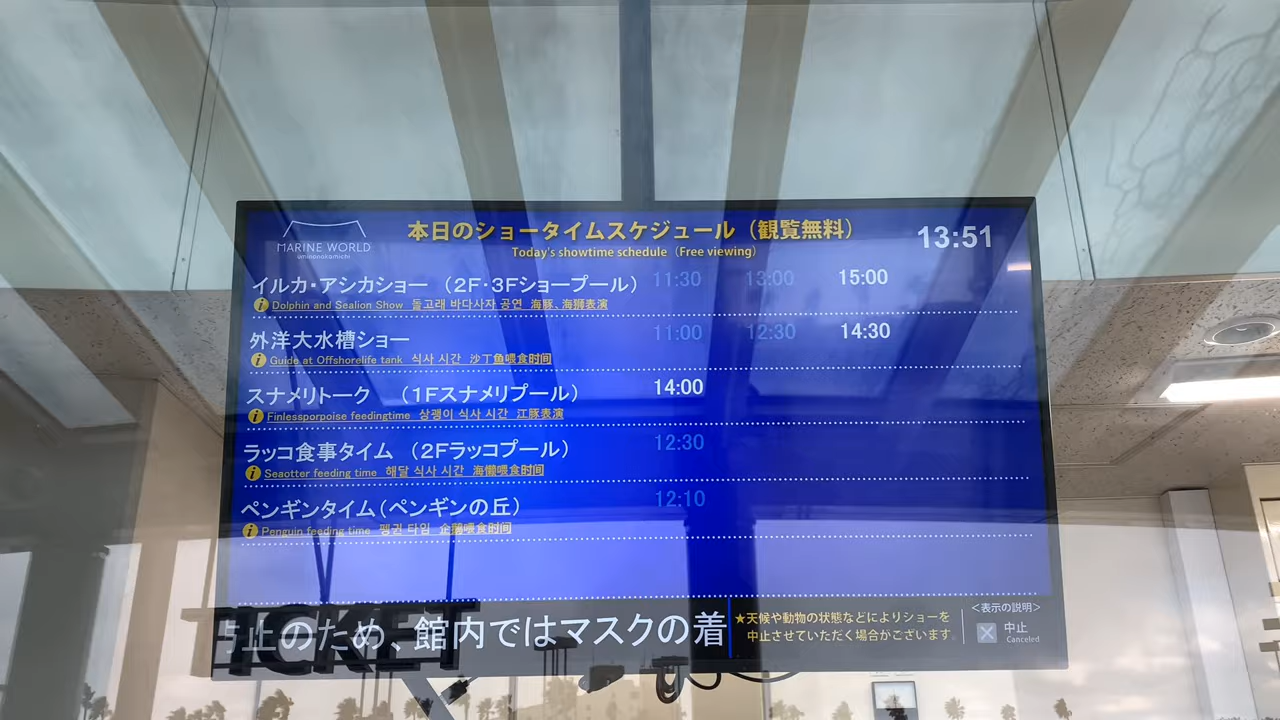 MARINE WORLD
uminonakamichi
本日のショータイムスケジュール（観覧無料）
Today's showtime schedule（Free viewing）
13:51
イルカ・アシカショー （2F・3Fショープール） 11:30 13:00 15:00
i Dolphin and Sealion Show 돌고래 바다사자 공연 海豚、海狮表演
外洋大水槽ショー 11:00 12:30 14:30
i Guide at Offshorelife tank 식사 시간 沙丁鱼喂食时间
スナメリトーク （1Fスナメリプール） 14:00
i Finlessporpoise feedingtime 상괭이 식사 시간 江豚表演
ラッコ食事タイム （2Fラッコプール） 12:30
i Seaotter feeding time 해달 식사 시간 海懒喂食时间
ペンギンタイム（ペンギンの丘） 12:10
i Penguin feeding time 펭귄 타임 企鹅喂食时间
止のため、館内ではマスクの着
★天候や動物の状態などによりショーを
中止させていただく場合がございます。
＜表示の説明＞
中止
Canceled
TICKET